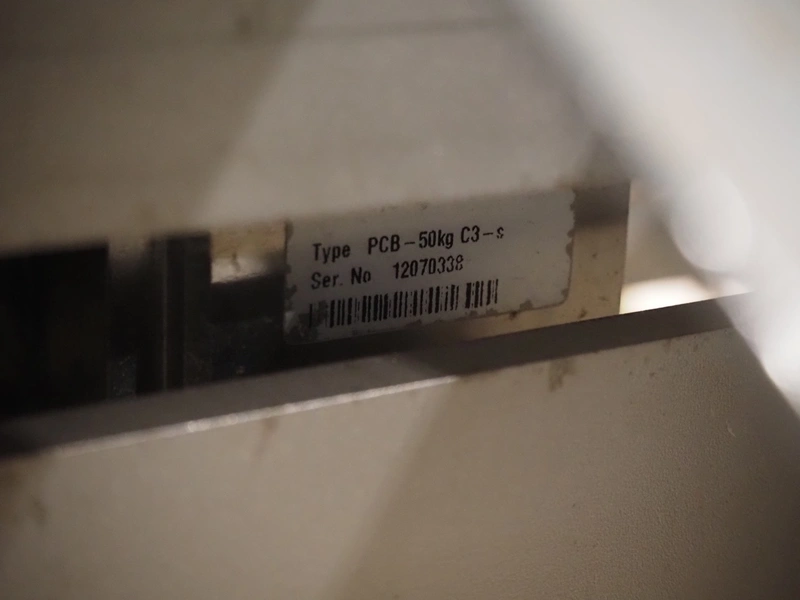 Type PCB-50kg C3-s
Ser. No 12070338